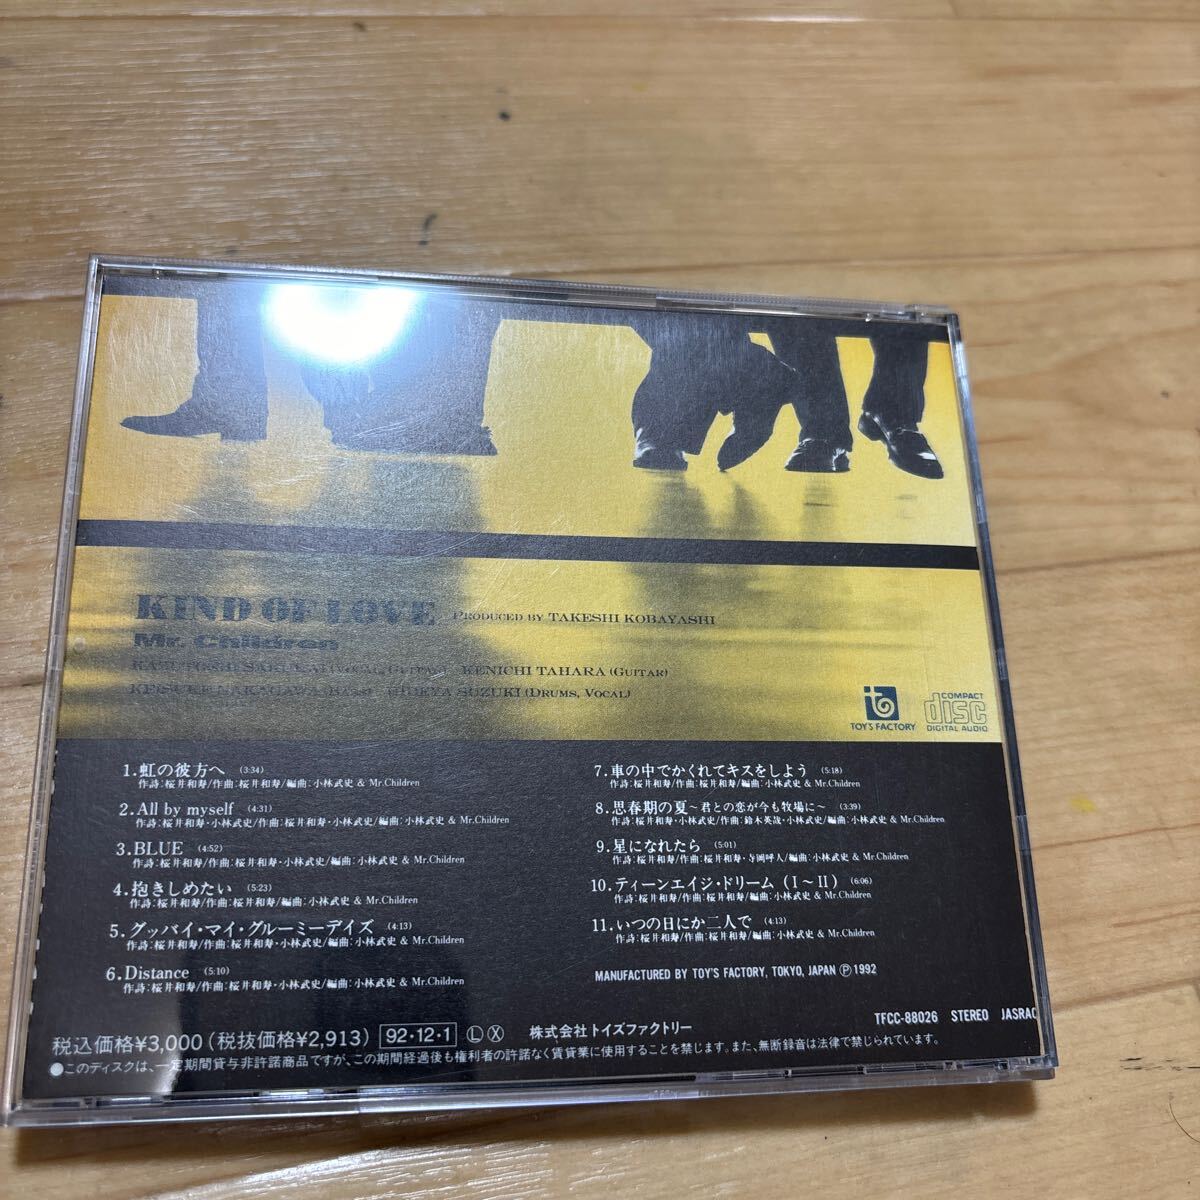 KIND OF LOVE PRODUCED BY TAKESHI KOBAYASHI
Mr. Children
KENICHI TAHARA (GUITAR)
KEISUKE NAKAGAWA (BASS) HIDEYA SUZUKI (DRUMS, VOCAL)
TOY'S FACTORY
COMPACT
disc
DIGITAL AUDIO
1.虹の彼方へ (3:34)
作詩:桜井和寿/作曲:桜井和寿/編曲:小林武史 & Mr.Children
2.All by myself (4:31)
作詩:桜井和寿・小林武史/作曲:桜井和寿・小林武史/編曲:小林武史 & Mr.Children
3.BLUE (4:52)
作詩:桜井和寿/作曲:桜井和寿・小林武史/編曲:小林武史 & Mr.Children
4.抱きしめたい (5:23)
作詩:桜井和寿/作曲:桜井和寿/編曲:小林武史 & Mr.Children
5.グッバイ・マイ・グルーミーデイズ (4:13)
作詩:桜井和寿/作曲:桜井和寿・小林武史/編曲:小林武史 & Mr.Children
6.Distance (5:10)
作詩:桜井和寿/作曲:桜井和寿・小林武史/編曲:小林武史 & Mr.Children
7.車の中でかくれてキスをしよう (5:18)
作詩:桜井和寿/作曲:桜井和寿/編曲:小林武史 & Mr.Children
8.思春期の夏～君との恋が今も牧場に～ (3:39)
作詩:桜井和寿・小林武史/作曲:鈴木英哉・小林武史/編曲:小林武史 & Mr.Children
9.星になれたら (5:01)
作詩:桜井和寿/作曲:桜井和寿・寺岡呼人/編曲:小林武史 & Mr.Children
10.ティーンエイジ・ドリーム (I～II) (6:06)
作詩:桜井和寿/作曲:桜井和寿/編曲:小林武史 & Mr.Children
11.いつの日にか二人で (4:13)
作詩:桜井和寿/作曲:桜井和寿/編曲:小林武史 & Mr.Children
MANUFACTURED BY TOY'S FACTORY, TOKYO, JAPAN Ⓟ 1992
TFCC-88026 STEREO JASRAC
税込価格¥3,000 (税抜価格¥2,913) 92・12・1 Ⓛ Ⓧ 株式会社トイズファクトリー
●このディスクは、一定期間貸与非許諾商品ですが、この期間経過後も権利者の許諾なく賃貸業に使用することを禁じます。また、無断録音は法律で禁じられています。